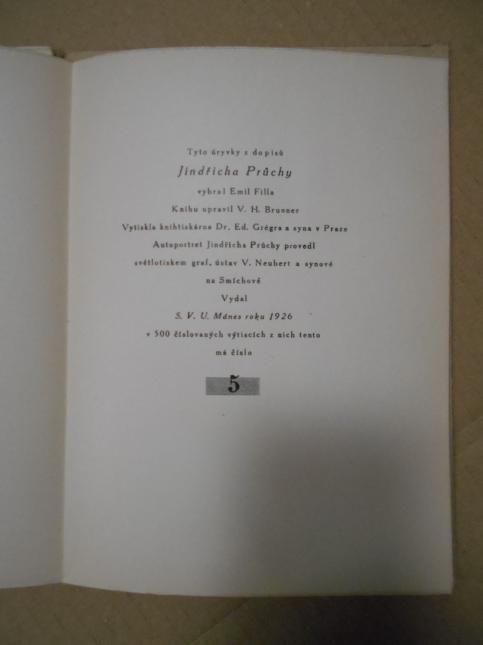 Tyto úryvky z dopisů
Jindřicha Průchy
vybral Emil Filla
Knihu upravil V. H. Brunner
Vytiskla knihtiskárna Dr. Ed. Grégra a syna v Praze
Autoportret Jindřicha Průchy provedl
světlotiskem graf. ústav V. Neubert a synové
na Smíchově
Vydal
S. V. U. Mánes roku 1926
v 500 číslovaných výtiscích z nich tento
má číslo
5